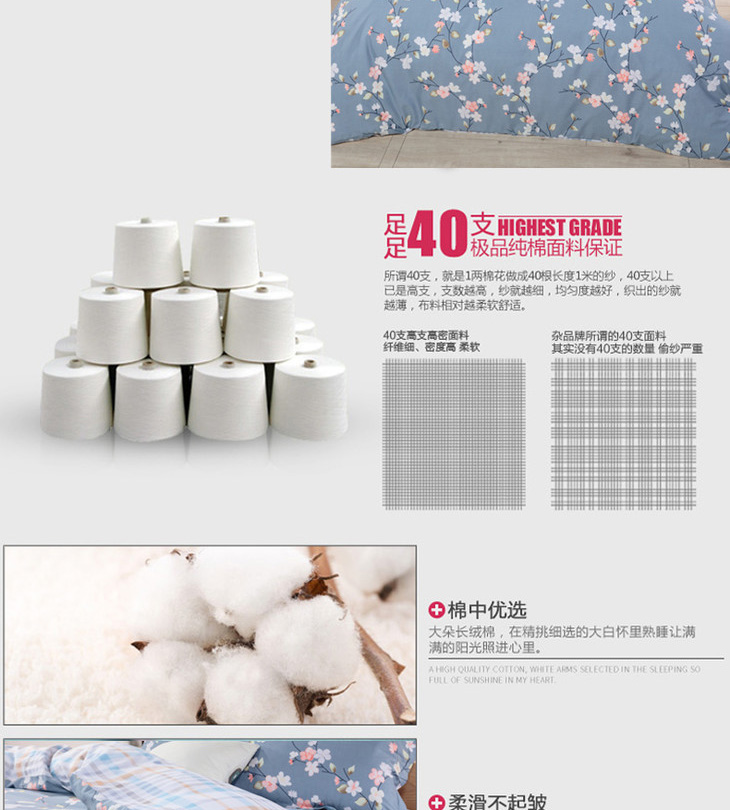 足足40支 HIGHEST GRADE
极品纯棉面料保证
所谓40支，就是1两棉花做成40根长度1米的纱，40支以上
已是高支，支数越高，纱就越细，均匀度越好，织出的纱就
越薄，布料相对越柔软舒适。
40支高支高密面料
纤维细、密度高 柔软
杂品牌所谓的40支面料
其实没有40支的数量 偷纱严重
棉中优选
大朵长绒棉，在精挑细选的大白怀里熟睡让满
满的阳光照进心里。
A HIGH QUALITY COTTON, WHITE ARMS SELECTED IN THE SLEEPING SO
FULL OF SUNSHINE IN MY HEART.
柔滑不起皱